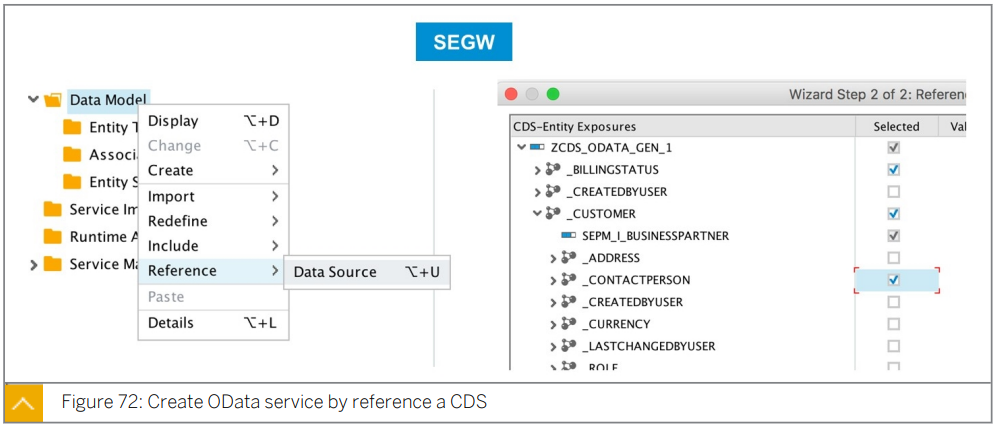 SEGW
Data Model
Entity T
Associ
Entity S
Service Im
Runtime A
Service Ma
Display ⌥+D
Change ⌥+C
Create >
Import >
Redefine >
Include >
Reference >
Paste
Details ⌥+L
Data Source ⌥+U
Wizard Step 2 of 2: Referen
CDS-Entity Exposures Selected Val
ZCDS_ODATA_GEN_1
_BILLINGSTATUS
_CREATEDBYUSER
_CUSTOMER
SEPM_I_BUSINESSPARTNER
_ADDRESS
_CONTACTPERSON
_CREATEDBYUSER
_CURRENCY
_LASTCHANGEDBYUSER
_ROLE
Figure 72: Create OData service by reference a CDS